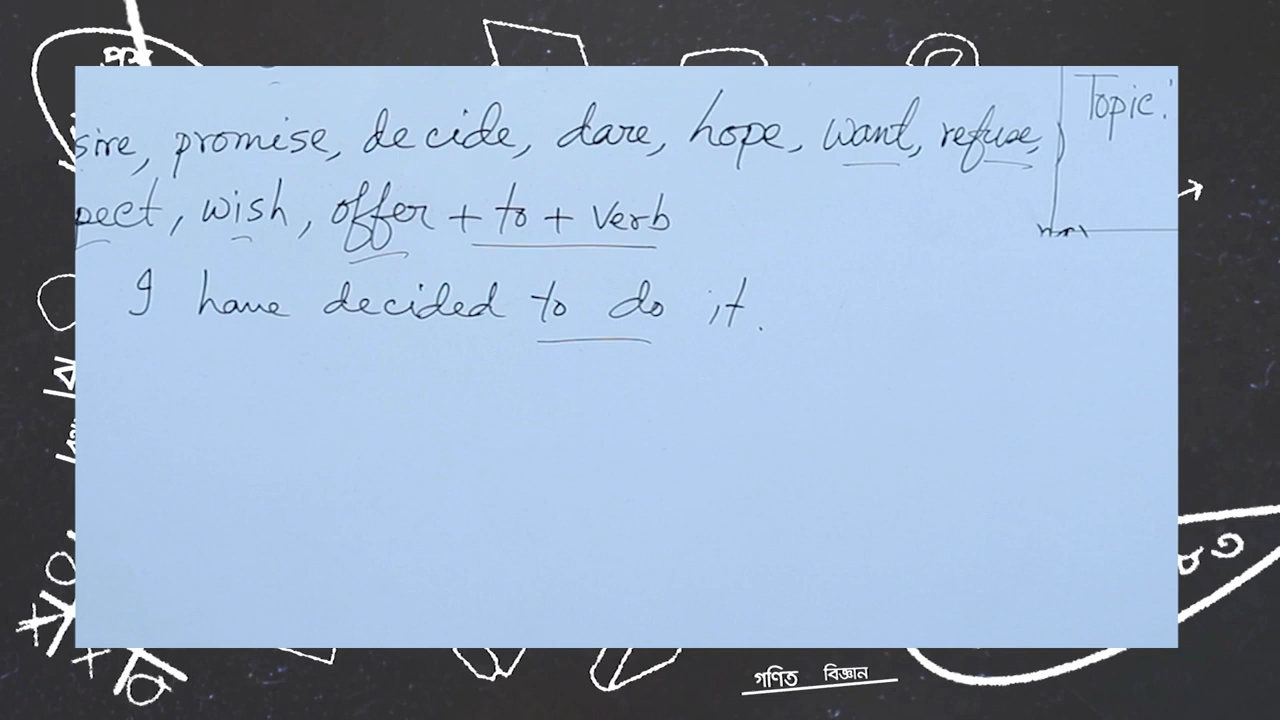 sire, promise, decide, dare, hope, want, refuse,
pect, wish, offer + to + verb
I have decided to do it.
Topic:
গণিত বিজ্ঞান